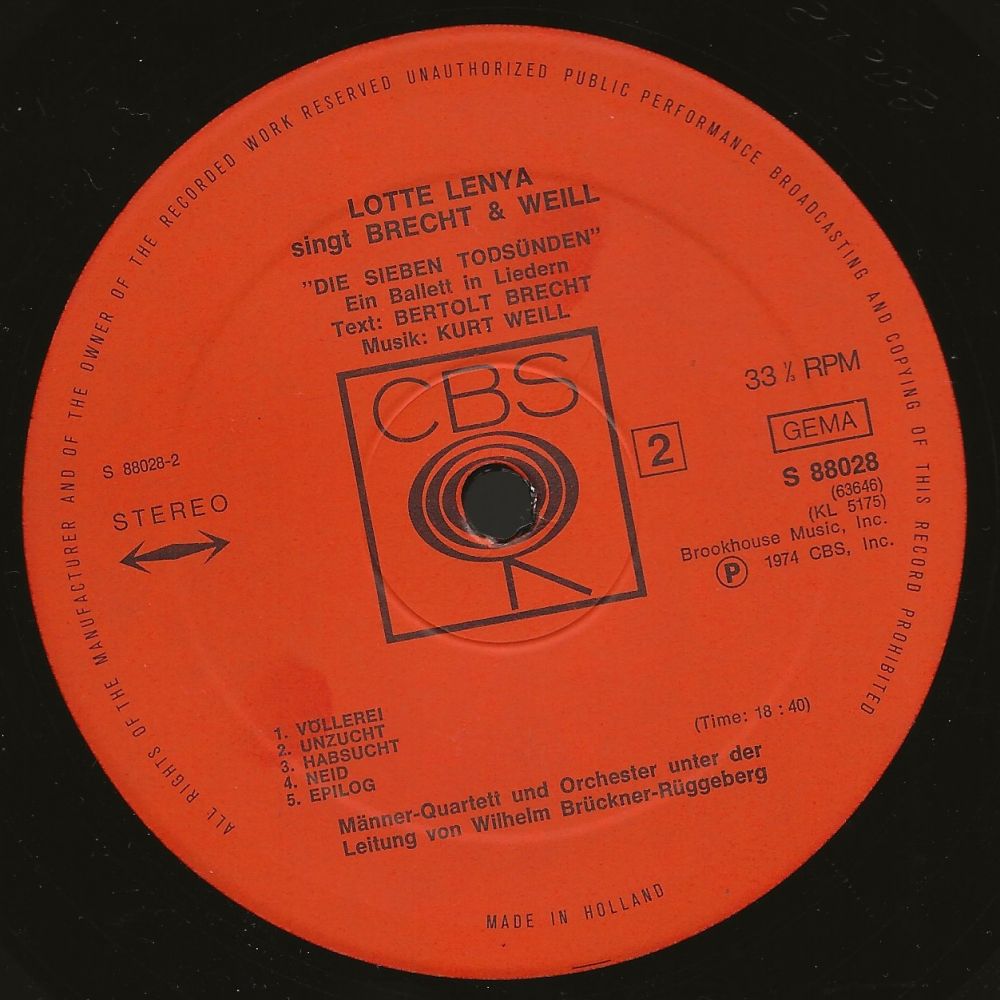 ALL RIGHTS OF THE MANUFACTURER AND OF THE OWNER OF THE RECORDED WORK RESERVED UNAUTHORIZED PUBLIC PERFORMANCE BROADCASTING AND COPYING OF THIS RECORD PROHIBITED
LOTTE LENYA
singt BRECHT & WEILL
"DIE SIEBEN TODSÜNDEN"
Ein Ballett in Liedern
Text: BERTOLT BRECHT
Musik: KURT WEILL
CBS
33 ⅓ RPM
GEMA
2
S 88028
(63646)
(KL 5175)
Brookhouse Music, Inc.
Ⓟ 1974 CBS, Inc.
S 88028-2
STEREO
1. VÖLLEREI
2. UNZUCHT
3. HABSUCHT
4. NEID
5. EPILOG
(Time: 18 : 40)
Männer-Quartett und Orchester unter der
Leitung von Wilhelm Brückner-Rüggeberg
MADE IN HOLLAND